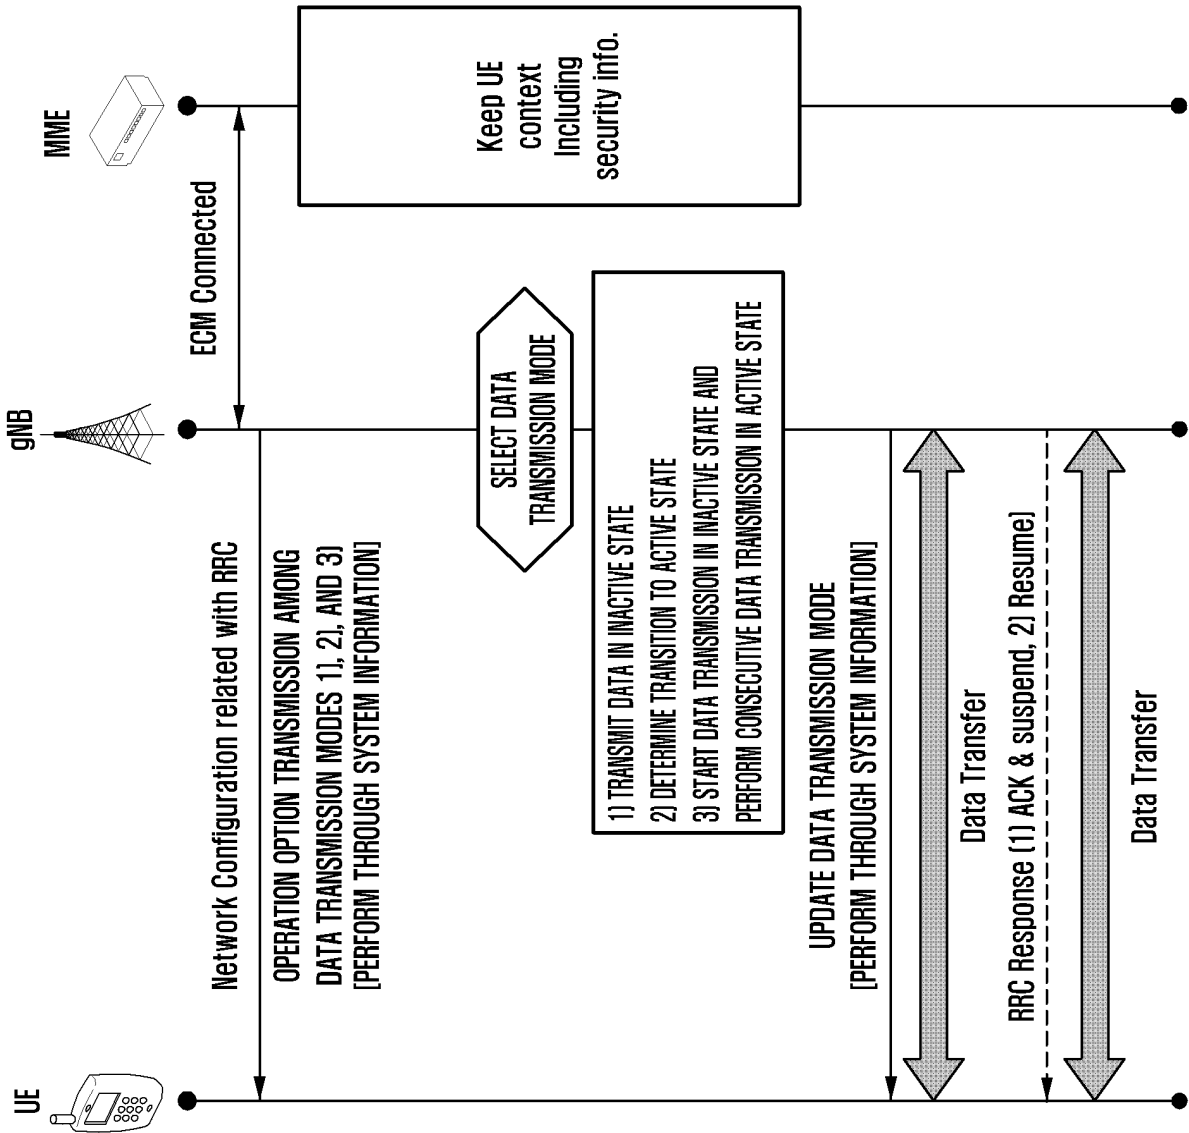 UE
gNB
MME
ECM Connected
Network Configuration related with RRC
OPERATION OPTION TRANSMISSION AMONG
DATA TRANSMISSION MODES 1), 2), AND 3)
[PERFORM THROUGH SYSTEM INFORMATION]
Keep UE
context
Including
security info.
SELECT DATA
TRANSMISSION MODE
1) TRANSMIT DATA IN INACTIVE STATE
2) DETERMINE TRANSITION TO ACTIVE STATE
3) START DATA TRANSMISSION IN INACTIVE STATE AND
PERFORM CONSECUTIVE DATA TRANSMISSION IN ACTIVE STATE
UPDATE DATA TRANSMISSION MODE
[PERFORM THROUGH SYSTEM INFORMATION]
Data Transfer
RRC Response (1) ACK & suspend, 2) Resume)
Data Transfer